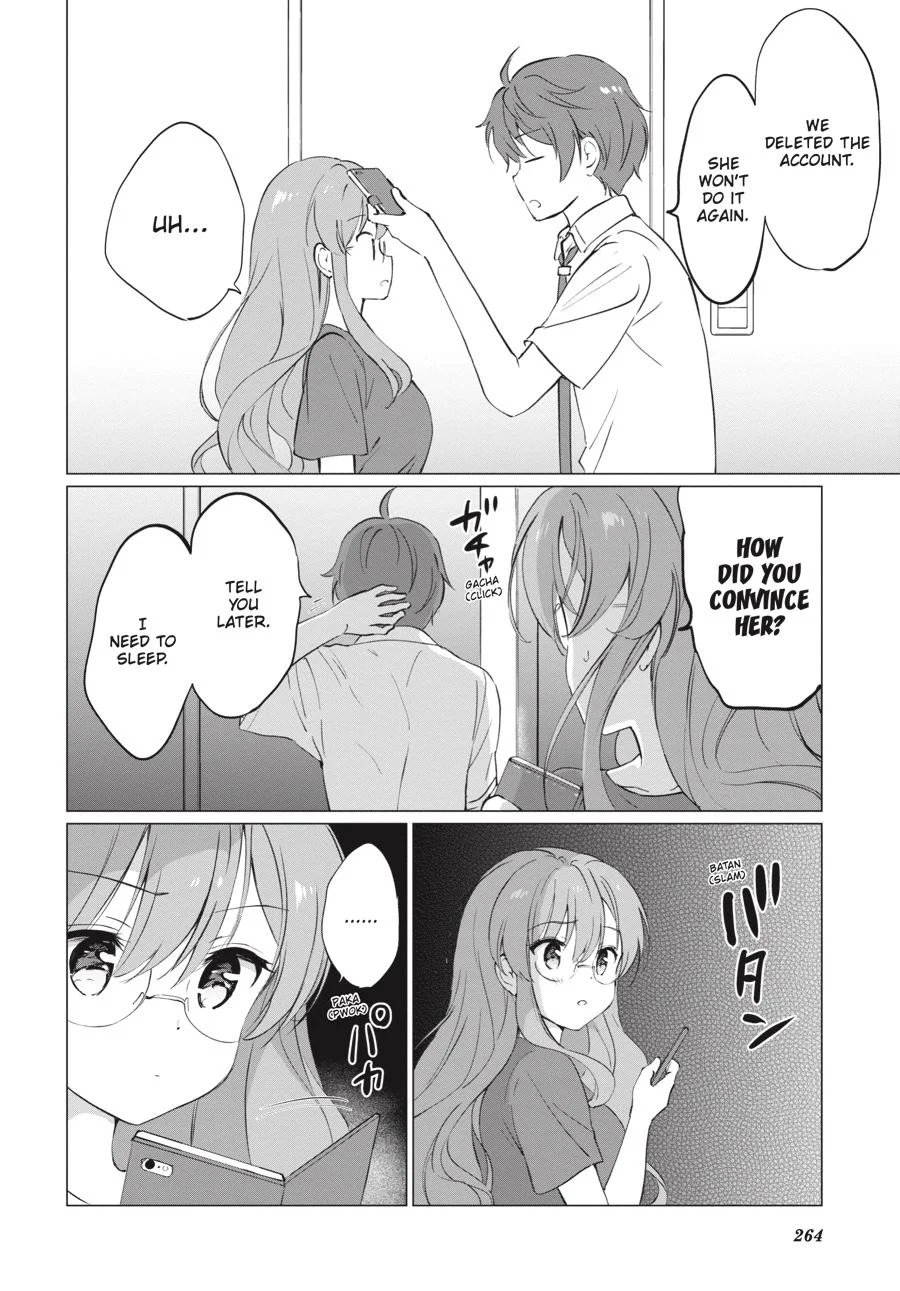 WE
DELETED THE
ACCOUNT.
SHE
WON'T
DO IT
AGAIN.
UH...
HOW
DID YOU
CONVINCE
HER?
ガチャ
GACHA
(CLICK)
TELL
YOU
LATER.
I
NEED TO
SLEEP.
BATAN
(SLAM)
バタン
......
PAKA
(PWOK)
パカ
264